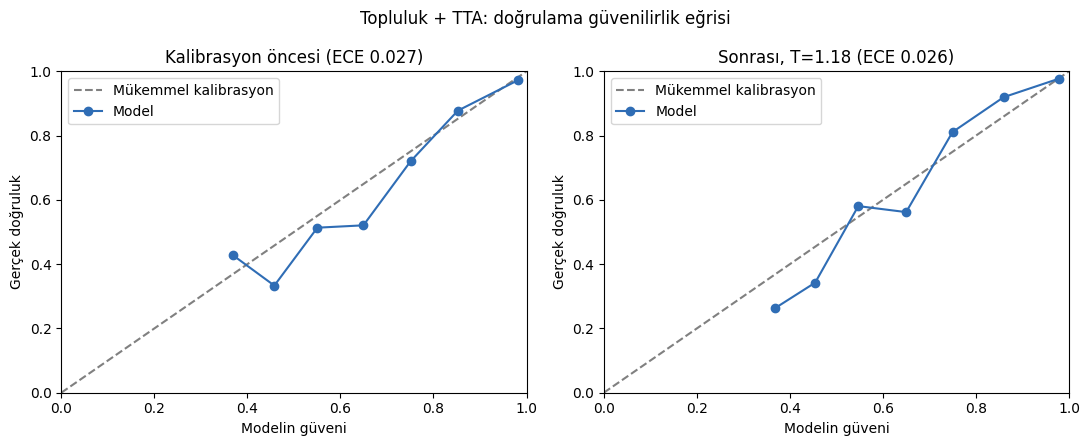 Topluluk + TTA: doğrulama güvenilirlik eğrisi
Kalibrasyon öncesi (ECE 0.027)
Mükemmel kalibrasyon
Model
Gerçek doğruluk
1.0
0.8
0.6
0.4
0.2
0.0
0.0 0.2 0.4 0.6 0.8 1.0
Modelin güveni
Sonrası, T=1.18 (ECE 0.026)
Mükemmel kalibrasyon
Model
Gerçek doğruluk
1.0
0.8
0.6
0.4
0.2
0.0
0.0 0.2 0.4 0.6 0.8 1.0
Modelin güveni